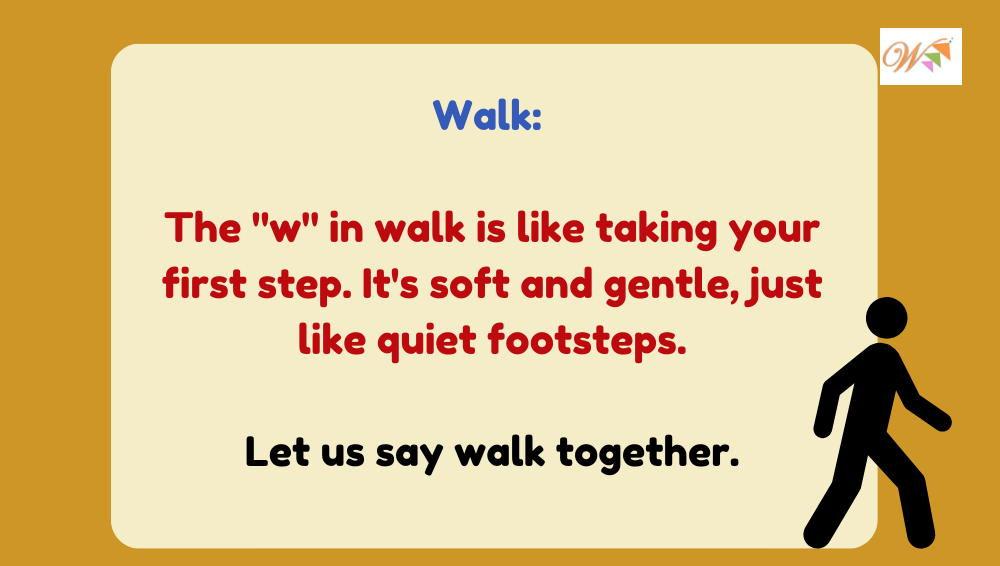 Walk:
The "w" in walk is like taking your
first step. It's soft and gentle, just
like quiet footsteps.
Let us say walk together.
W